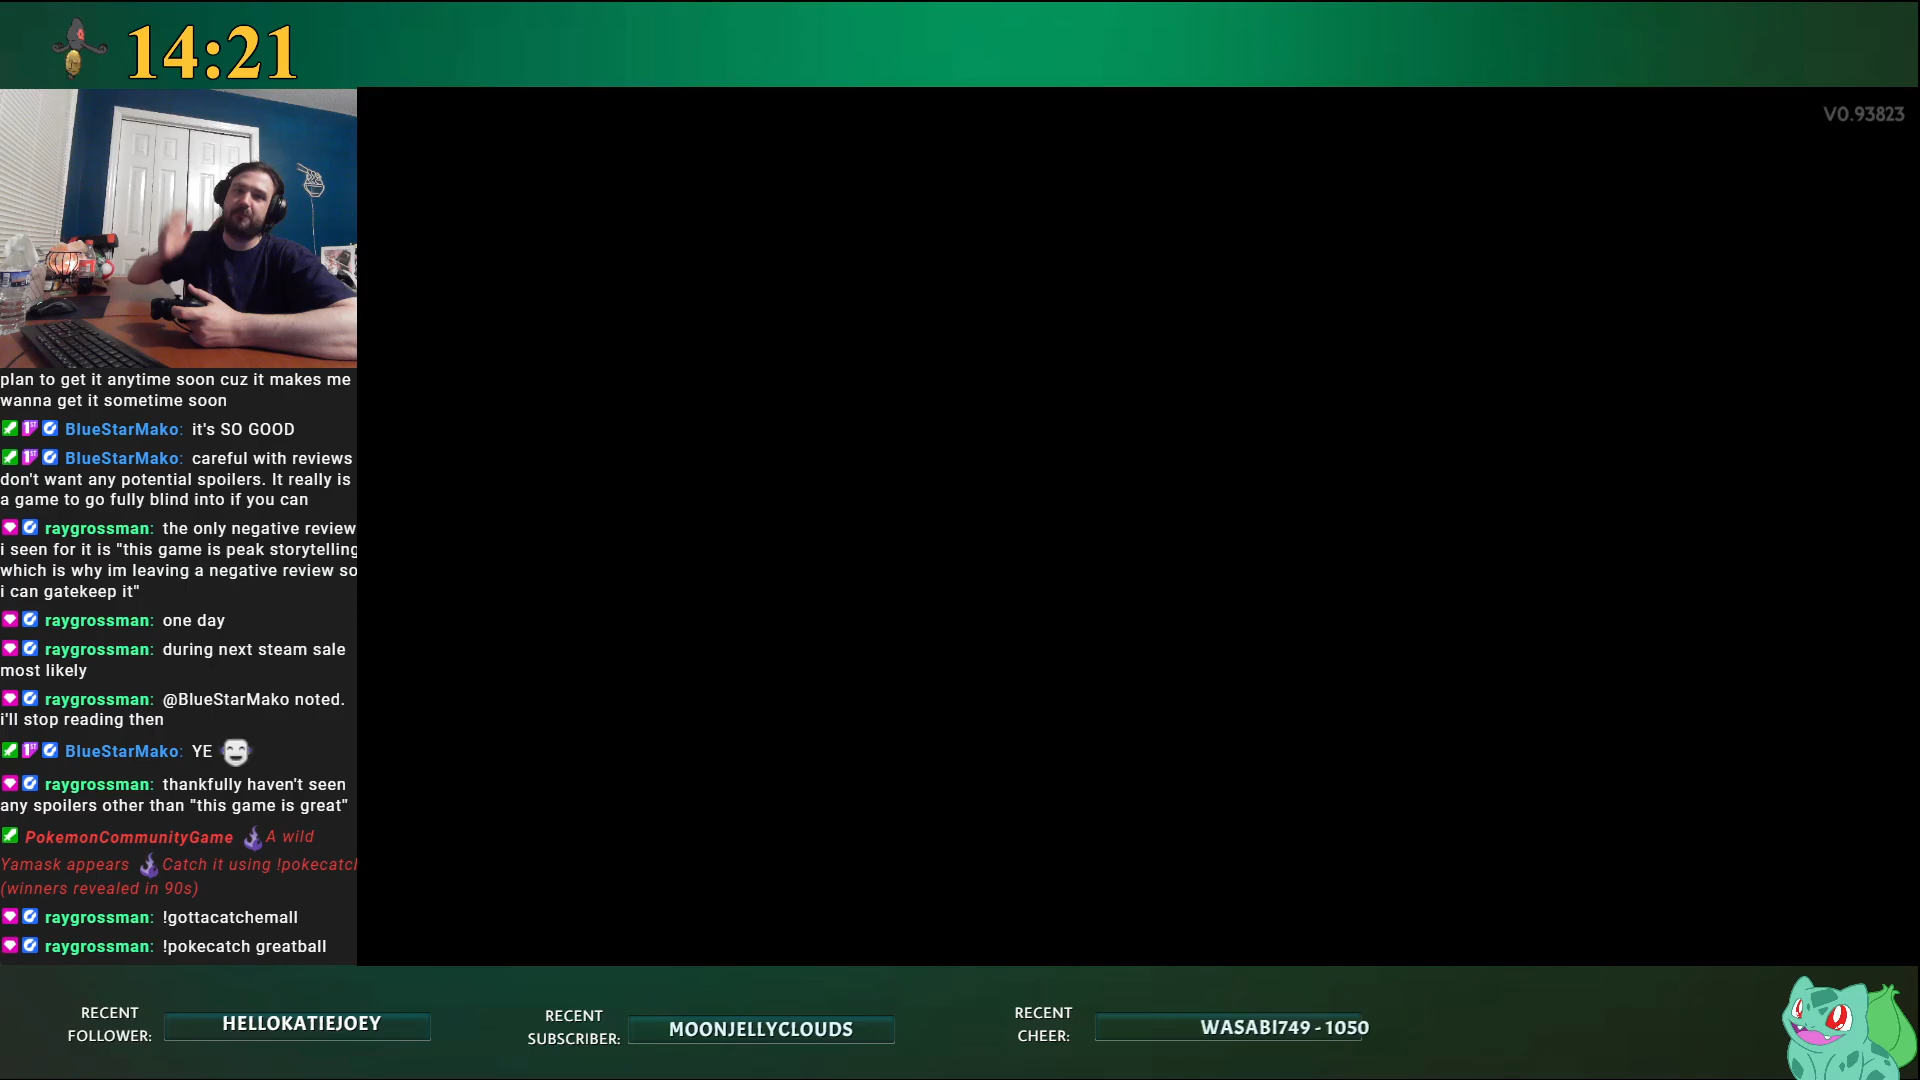 14:21
V0.93823
plan to get it anytime soon cuz it makes me
wanna get it sometime soon
BlueStarMako: it's SO GOOD
BlueStarMako: careful with reviews
don't want any potential spoilers. It really is
a game to go fully blind into if you can
raygrossman: the only negative review
i seen for it is "this game is peak storytelling
which is why im leaving a negative review so
i can gatekeep it"
raygrossman: one day
raygrossman: during next steam sale
most likely
raygrossman: @BlueStarMako noted.
i'll stop reading then
BlueStarMako: YE
raygrossman: thankfully haven't seen
any spoilers other than "this game is great"
PokemonCommunityGame A wild
Yamask appears Catch it using !pokecatch
(winners revealed in 90s)
raygrossman: !gottacatchemall
raygrossman: !pokecatch greatball
RECENT
FOLLOWER:
HELLOKATIEJOEY
RECENT
SUBSCRIBER:
MOONJELLYCLOUDS
RECENT
CHEER:
WASABI749 - 1050